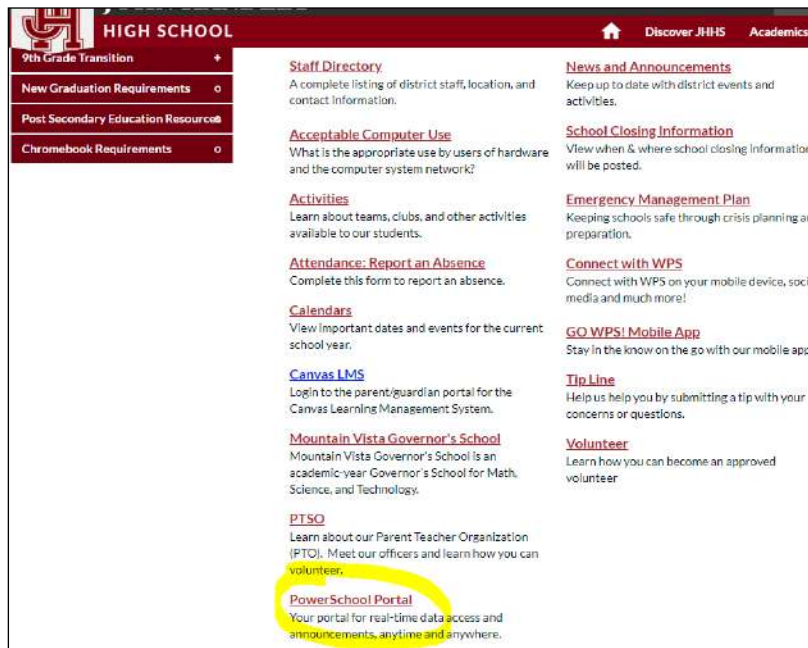 HIGH SCHOOL
Discover JHHS
Academics
9th Grade Transition
New Graduation Requirements
Post Secondary Education Resources
Chromebook Requirements
Staff Directory
A complete listing of district staff, location, and
contact information.
Acceptable Computer Use
What is the appropriate use by users of hardware
and the computer system network?
Activities
Learn about teams, clubs, and other activities
available to our students.
Attendance: Report an Absence
Complete this form to report an absence.
Calendars
View important dates and events for the current
school year.
Canvas LMS
Login to the parent/guardian portal for the
Canvas Learning Management System.
Mountain Vista Governor's School
Mountain Vista Governor's School is an
academic-year Governor's School for Math,
Science, and Technology.
PTSO
Learn about our Parent Teacher Organization
(PTO). Meet our officers and learn how you can
volunteer.
PowerSchool Portal
Your portal for real-time data access and
announcements, anytime and anywhere.
News and Announcements
Keep up to date with district events and
activities.
School Closing Information
View when & where school closing information
will be posted.
Emergency Management Plan
Keeping schools safe through crisis planning
preparation.
Connect with WPS
Connect with WPS on your mobile device,
media and much more!
GO WPS! Mobile App
Stay in the know on the go with our mobile app
Tip Line
Help us help you by submitting a tip with your
concerns or questions.
Volunteer
Learn how you can become an approved
volunteer